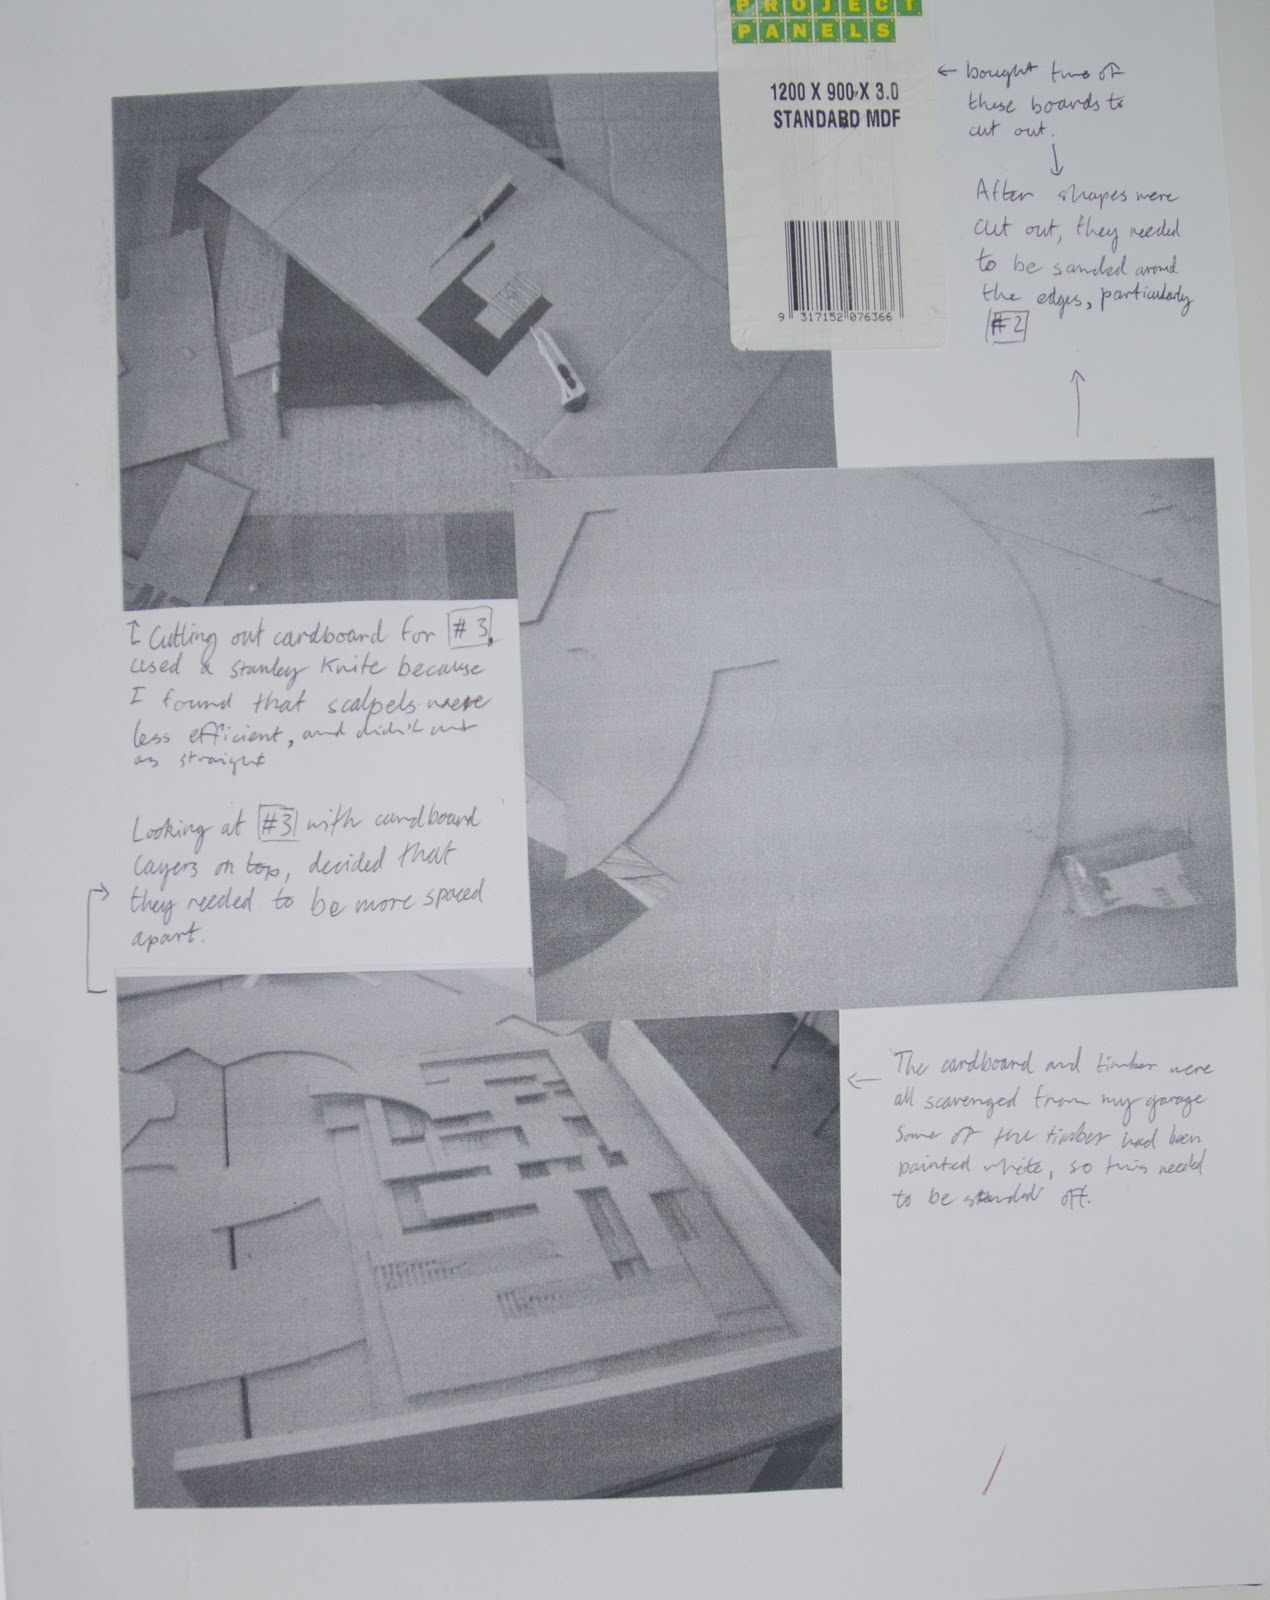 PROJECT
PANELS
1200 X 900 X 3.0
STANDARD MDF
9 317152 076366
← bought two of
these boards to
cut out.
↓
After shapes were
cut out, they needed
to be sanded around
the edges, particularly
#2
↑
Cutting out cardboard for #3.
Used a Stanley Knife because
I found that scalpels were
less efficient, and didn't cut
as straight
Looking at #3 with cardboard
layers on top, decided that
they needed to be more spaced
apart.
← The cardboard and timber were
all scavenged from my garage
Some of the timber had been
painted white, so this needed
to be sanded off.